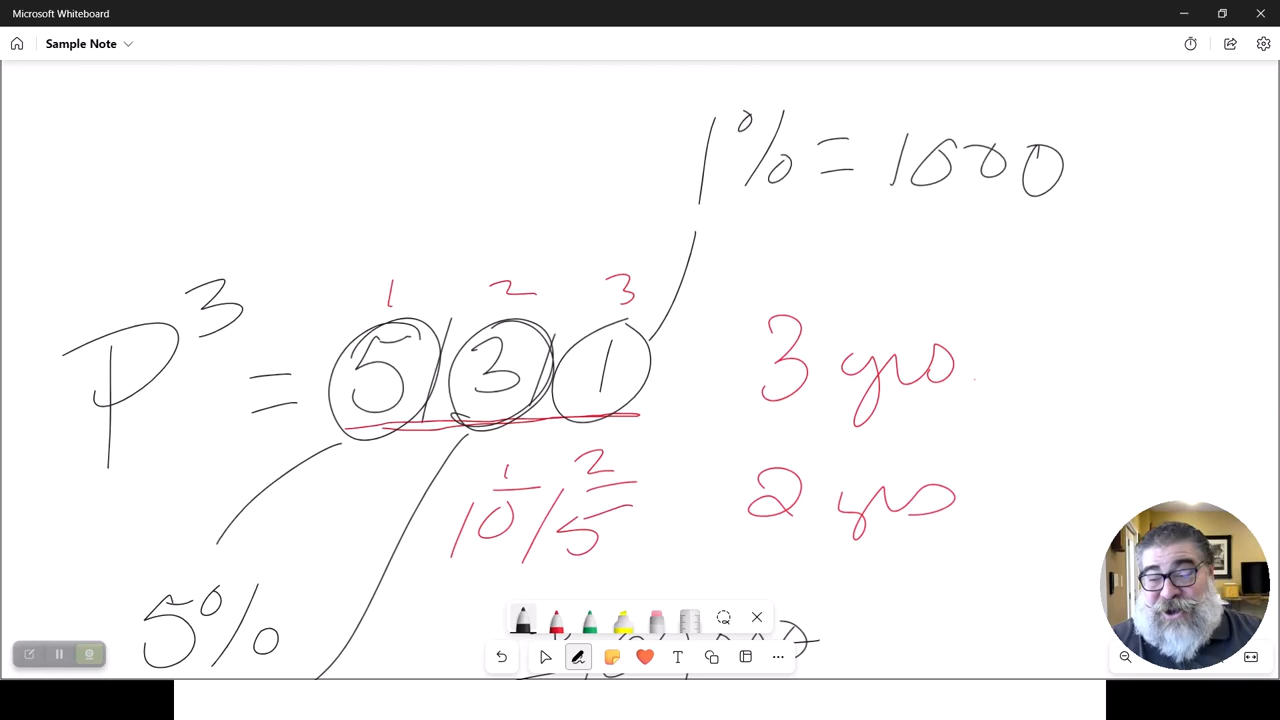 Microsoft Whiteboard
Sample Note
1% = 1000
1 2 3
P³ = 5/3/1
3 yrs
1 2
10/5
2 yrs
5%